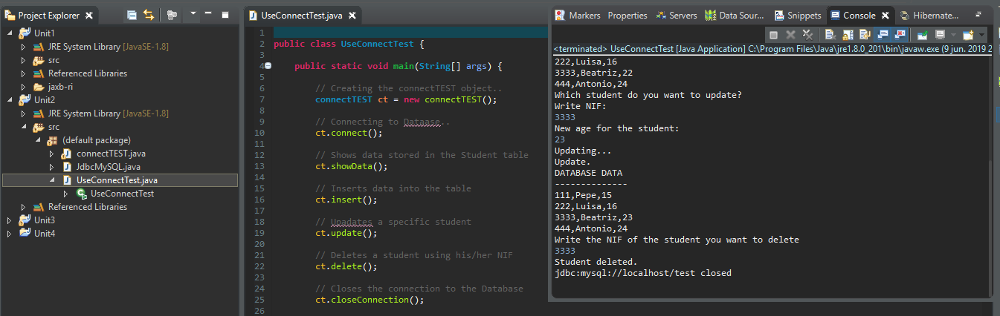 Project Explorer
Unit1
JRE System Library [JavaSE-1.8]
src
Referenced Libraries
jaxb-ri
Unit2
JRE System Library [JavaSE-1.8]
src
(default package)
connectTEST.java
JdbcMySQL.java
UseConnectTest.java
UseConnectTest
Referenced Libraries
Unit3
Unit4
UseConnectTest.java
1
2 public class UseConnectTest {
3
4 public static void main(String[] args) {
5
6 // Creating the connectTEST object..
7 connectTEST ct = new connectTEST();
8
9 // Connecting to Dataase..
10 ct.connect();
11
12 // Shows data stored in the Student table
13 ct.showData();
14
15 // Inserts data into the table
16 ct.insert();
17
18 // Upadates a specific student
19 ct.update();
20
21 // Deletes a student using his/her NIF
22 ct.delete();
23
24 // Closes the connection to the Database
25 ct.closeConnection();
26
Markers Properties Servers Data Sour... Snippets Console Hibernate...
<terminated> UseConnectTest [Java Application] C:\Program Files\Java\jre1.8.0_201\bin\javaw.exe (9 jun. 2019 2
222,Luisa,16
3333,Beatriz,22
444,Antonio,24
Which student do you want to update?
Write NIF:
3333
New age for the student:
23
Updating...
Update.
DATABASE DATA
--------------
111,Pepe,15
222,Luisa,16
3333,Beatriz,23
444,Antonio,24
Write the NIF of the student you want to delete
3333
Student deleted.
jdbc:mysql://localhost/test closed